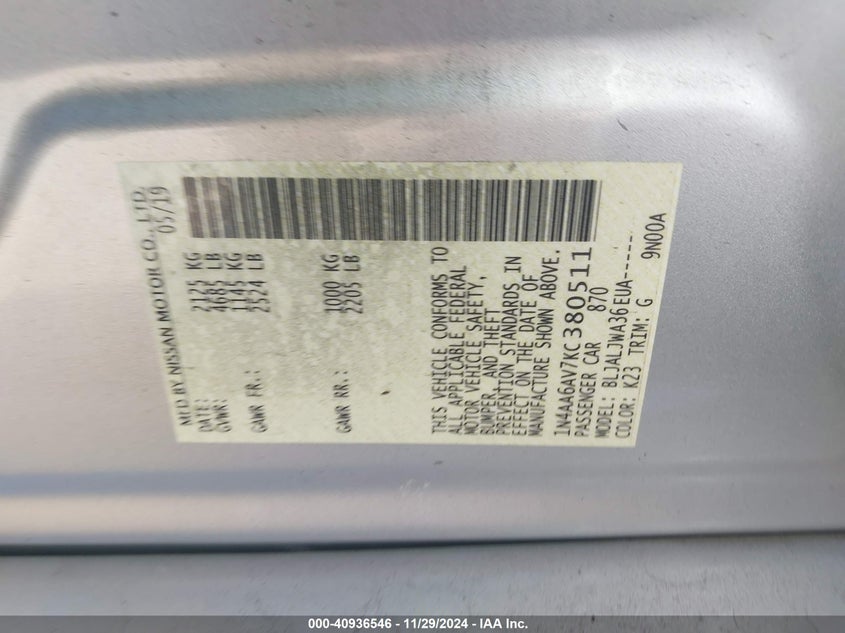 MFD BY NISSAN MOTOR CO., LTD.
DATE: 05/19
GVWR: 2125 KG
4685 LB
GAWR FR.: 1145 KG
2524 LB
GAWR RR.: 1000 KG
2205 LB
THIS VEHICLE CONFORMS TO
ALL APPLICABLE FEDERAL
MOTOR VEHICLE SAFETY,
BUMPER, AND THEFT
PREVENTION STANDARDS IN
EFFECT ON THE DATE OF
MANUFACTURE SHOWN ABOVE.
1N4AA6AV7KC380511
PASSENGER CAR 870
MODEL: BLJALJWA36EUA-----
COLOR: K23 TRIM: G 9N00A
000-40936546 - 11/29/2024 - IAA Inc.